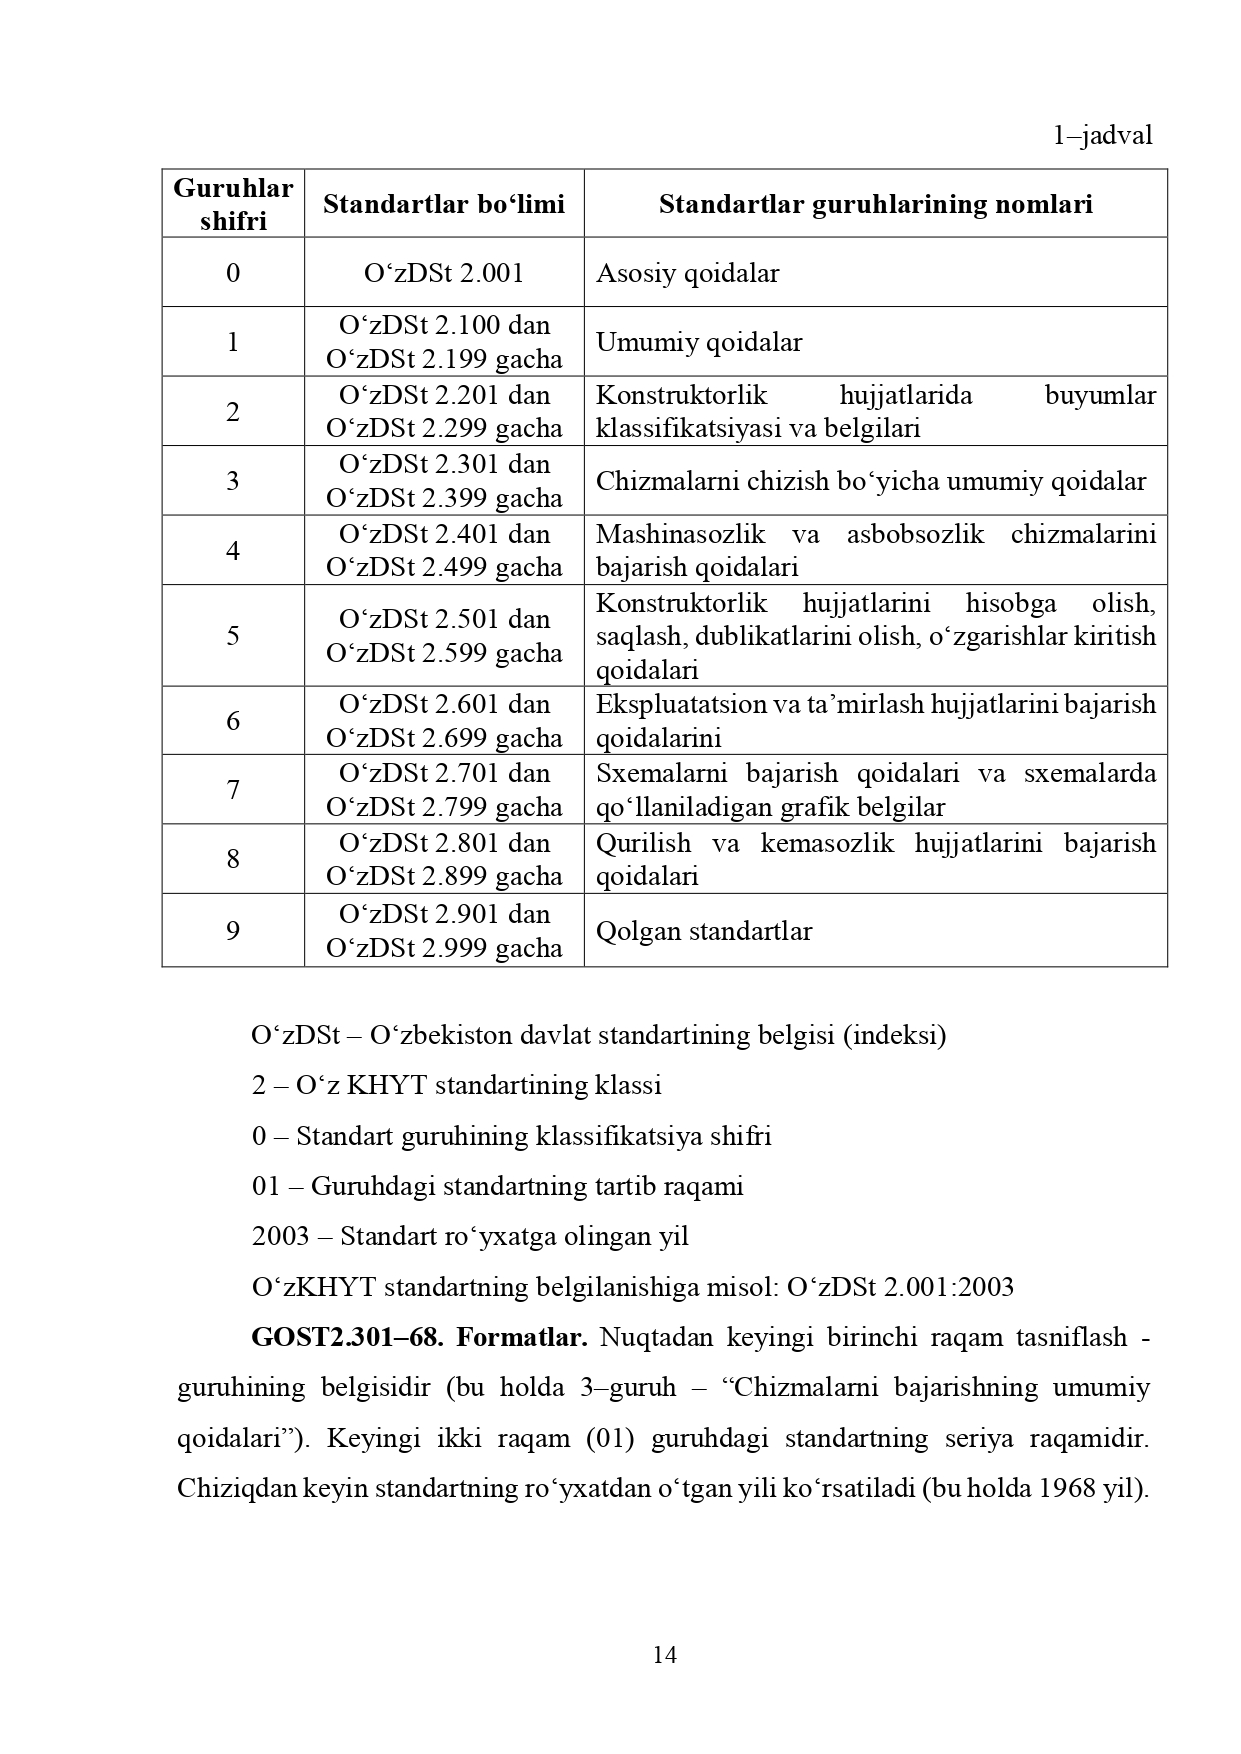 1–jadval
Guruhlar
shifri
Standartlar bo‘limi
Standartlar guruhlarining nomlari
0
O‘zDSt 2.001
Asosiy qoidalar
1
O‘zDSt 2.100 dan
O‘zDSt 2.199 gacha
Umumiy qoidalar
2
O‘zDSt 2.201 dan
O‘zDSt 2.299 gacha
Konstruktorlik hujjatlarida buyumlar
klassifikatsiyasi va belgilari
3
O‘zDSt 2.301 dan
O‘zDSt 2.399 gacha
Chizmalarni chizish bo‘yicha umumiy qoidalar
4
O‘zDSt 2.401 dan
O‘zDSt 2.499 gacha
Mashinasozlik va asbobsozlik chizmalarini
bajarish qoidalari
5
O‘zDSt 2.501 dan
O‘zDSt 2.599 gacha
Konstruktorlik hujjatlarini hisobga olish,
saqlash, dublikatlarini olish, o‘zgarishlar kiritish
qoidalari
6
O‘zDSt 2.601 dan
O‘zDSt 2.699 gacha
Ekspluatatsion va ta’mirlash hujjatlarini bajarish
qoidalarini
7
O‘zDSt 2.701 dan
O‘zDSt 2.799 gacha
Sxemalarni bajarish qoidalari va sxemalarda
qo‘llaniladigan grafik belgilar
8
O‘zDSt 2.801 dan
O‘zDSt 2.899 gacha
Qurilish va kemasozlik hujjatlarini bajarish
qoidalari
9
O‘zDSt 2.901 dan
O‘zDSt 2.999 gacha
Qolgan standartlar
O‘zDSt – O‘zbekiston davlat standartining belgisi (indeksi)
2 – O‘z KHYT standartining klassi
0 – Standart guruhining klassifikatsiya shifri
01 – Guruhdagi standartning tartib raqami
2003 – Standart ro‘yxatga olingan yil
O‘zKHYT standartning belgilanishiga misol: O‘zDSt 2.001:2003
GOST2.301–68. Formatlar. Nuqtadan keyingi birinchi raqam tasniflash -
guruhining belgisidir (bu holda 3–guruh – “Chizmalarni bajarishning umumiy
qoidalari”). Keyingi ikki raqam (01) guruhdagi standartning seriya raqamidir.
Chiziqdan keyin standartning ro‘yxatdan o‘tgan yili ko‘rsatiladi (bu holda 1968 yil).
14